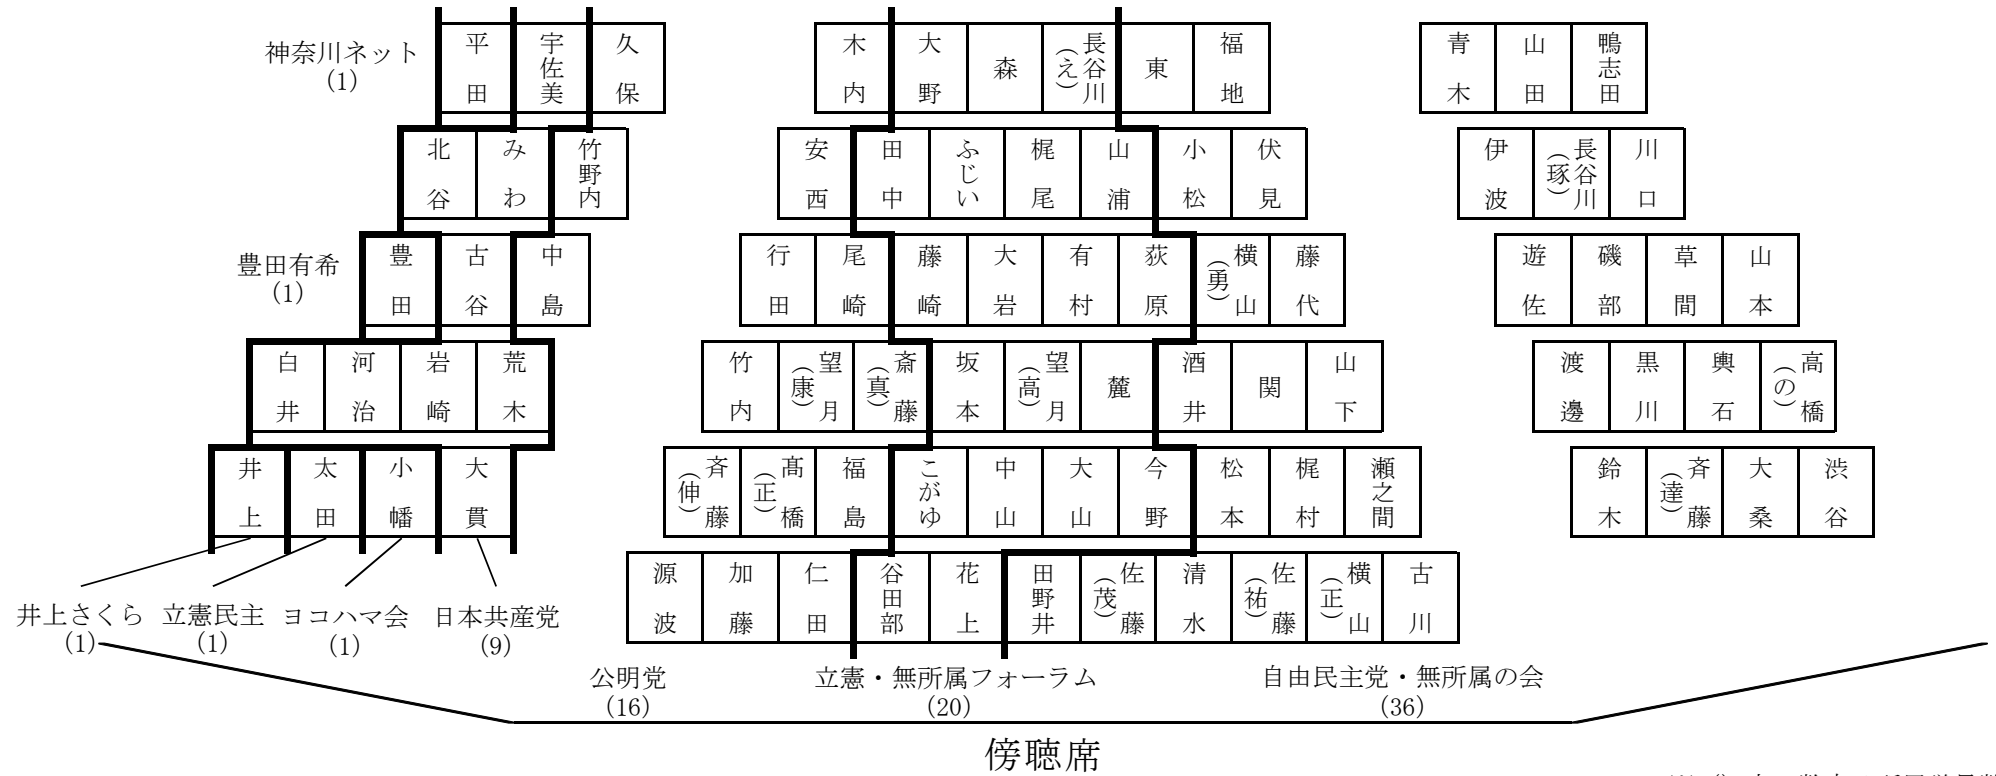 神奈川ネット
(1)
平田 宇佐美 久保 木内 大野 森 長谷川(え) 東 福地 青木 山田 鴨志田
北谷 みわ 竹野内 安西 田中 ふじい 梶尾 山浦 小松 伏見 伊波 長谷川(琢) 川口
豊田有希
(1)
豊田 古谷 中島 行田 尾崎 藤崎 大岩 有村 荻原 横山(勇) 藤代 遊佐 磯部 草間 山本
白井 河治 岩崎 荒木 竹内 望月(康) 斎藤(真) 坂本 望月(高) 麓 酒井 関 山下 渡邊 黒川 輿石 高橋(の)
井上 太田 小幡 大貫 斉藤(伸) 髙橋(正) 福島 こがゆ 中山 大山 今野 松本 梶村 瀬之間 鈴木 斉藤(達) 大桑 渋谷
源波 加藤 仁田 谷田部 花上 田野井 佐藤(茂) 清水 佐藤(祐) 横山(正) 古川
井上さくら
(1)
立憲民主
(1)
ヨコハマ会
(1)
日本共産党
(9)
公明党
(16)
立憲・無所属フォーラム
(20)
自由民主党・無所属の会
(36)
傍聴席